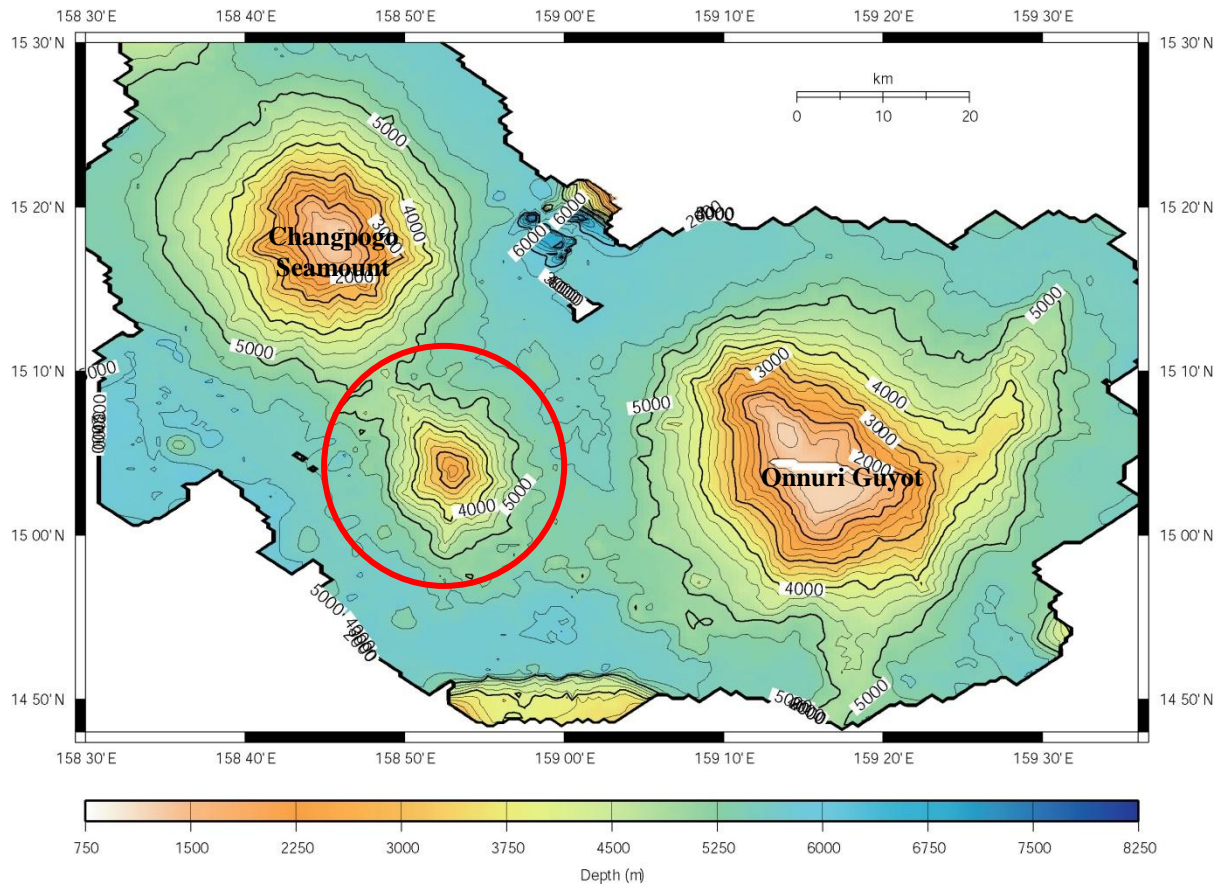 158 30' 158 40' 158 50' 159 00' 159 10' 159 20' 159 30'
15 30' N 15 30' N
km
0 10 20
5000
15 20' N 6000 2000 4000 15 20' N
4000
3000
6000
Changpogo
Seamount
2000
5000
5000
15 10' N 5000 3000 15 10' N
4000
5000
3000
2000
Onnuri Guyot
5000
4000
15 00' N 15 00' N
4000
5000
2000
14 50' N 5000 5000 14 50' N
158 30' 158 40' 158 50' 159 00' 159 10' 159 20' 159 30'
750 1500 2250 3000 3750 4500 5250 6000 6750 7500 8250
Depth (m)